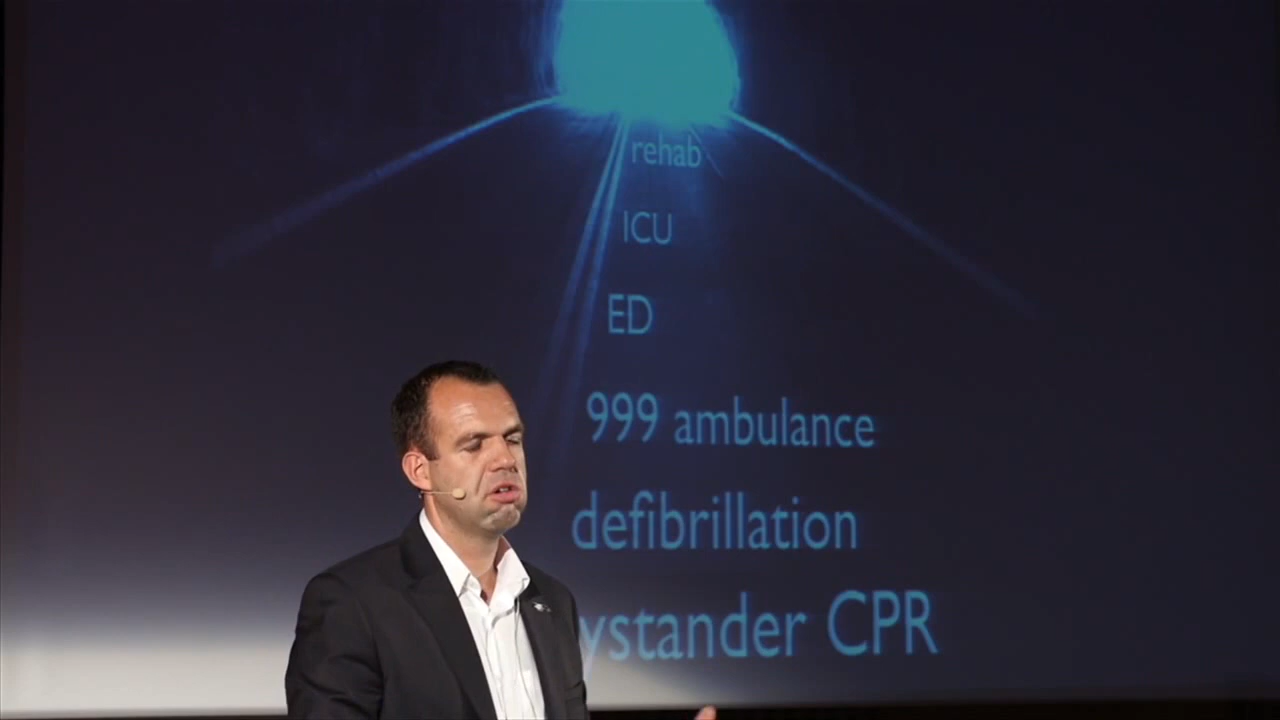 rehab
ICU
ED
999 ambulance
defibrillation
ystander CPR